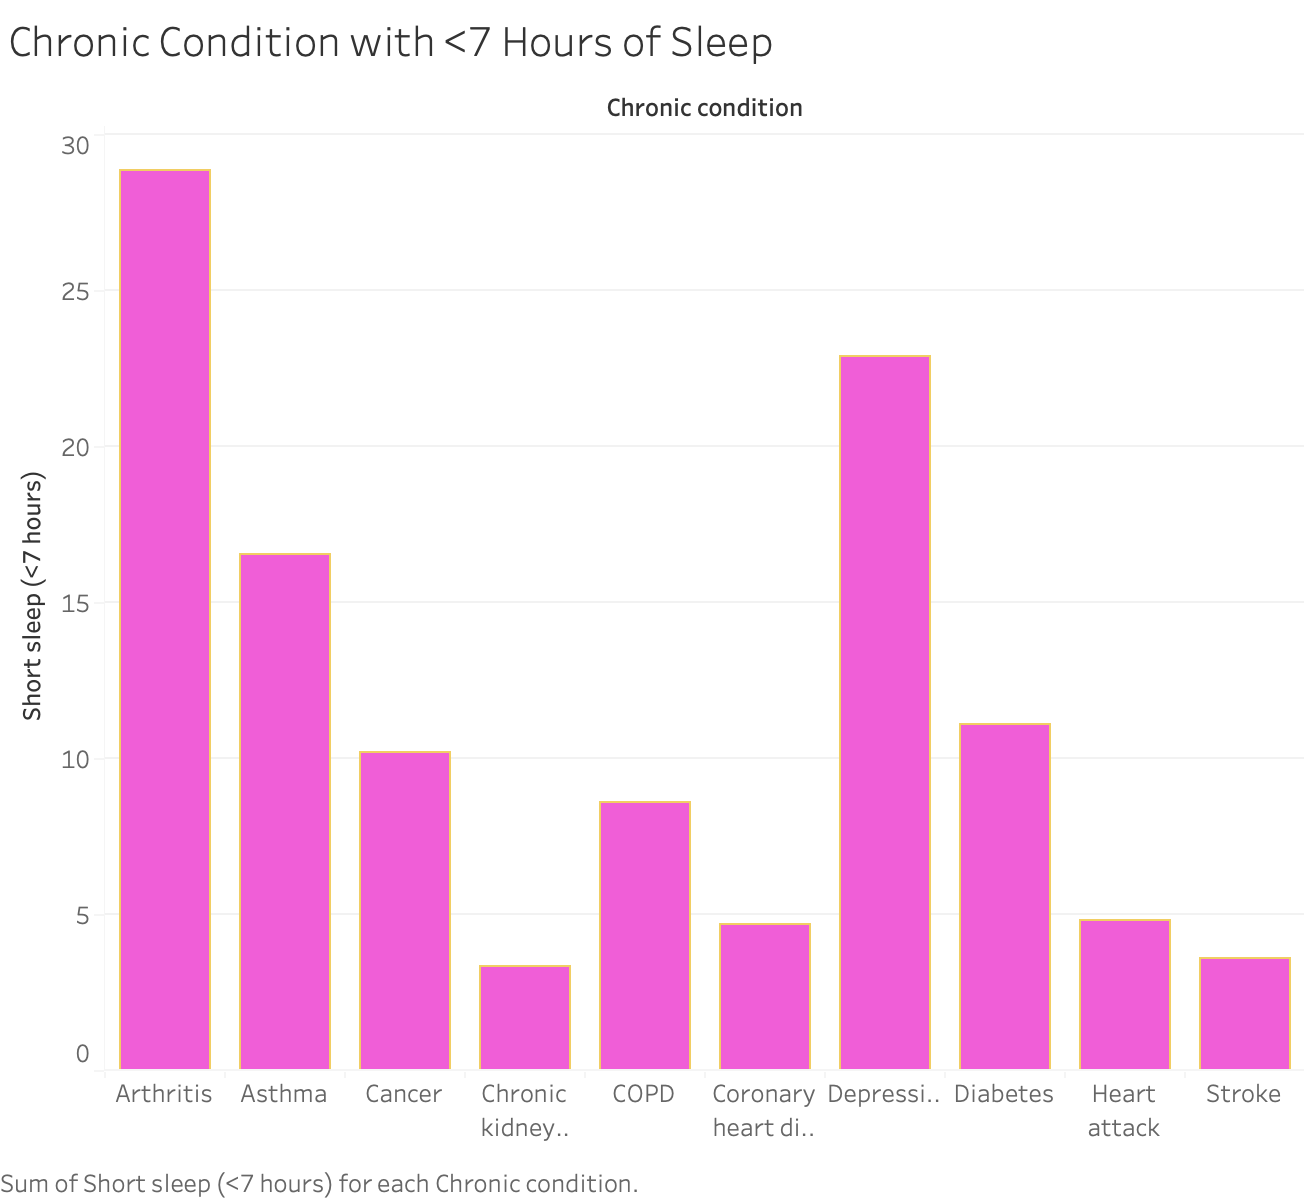 Chronic Condition with <7 Hours of Sleep
Chronic condition
30
25
20
15
10
5
0
Short sleep (<7 hours)
Arthritis Asthma Cancer Chronic kidney.. COPD Coronary heart di.. Depressi.. Diabetes Heart attack Stroke
Sum of Short sleep (<7 hours) for each Chronic condition.